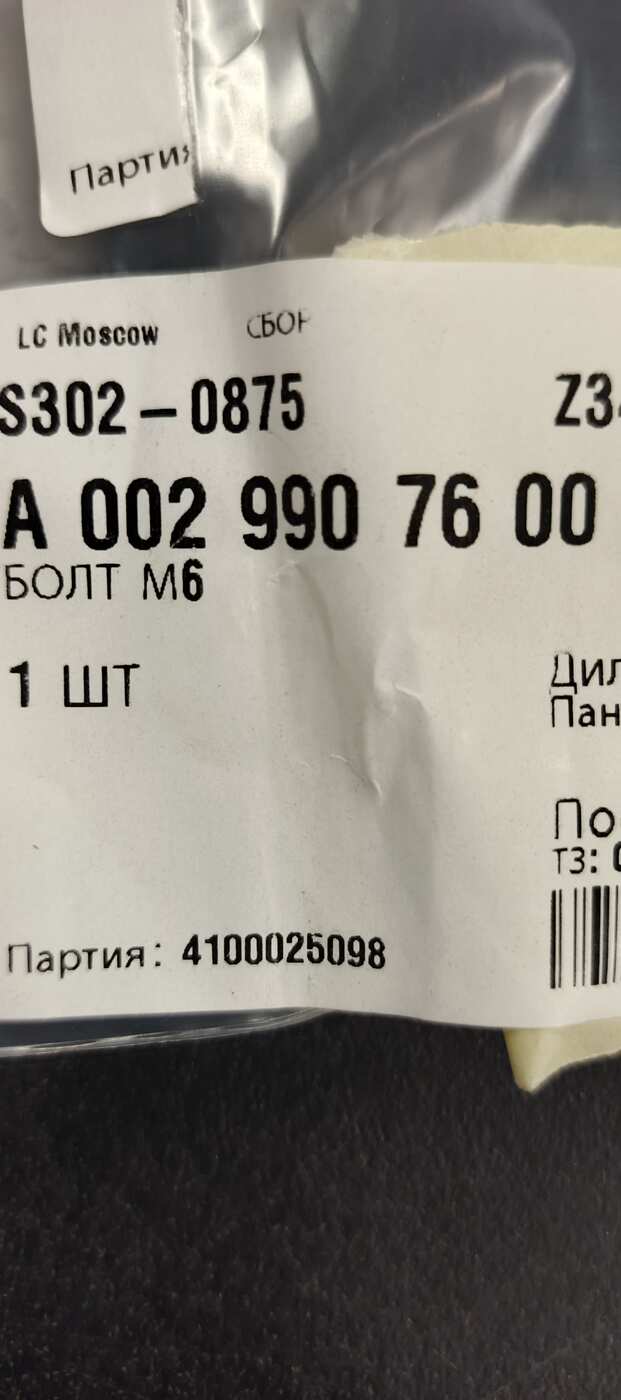 Партия
LC Moscow СБОР
S302-0875
A 002 990 76 00
БОЛТ М6
1 ШТ
Партия: 4100025098